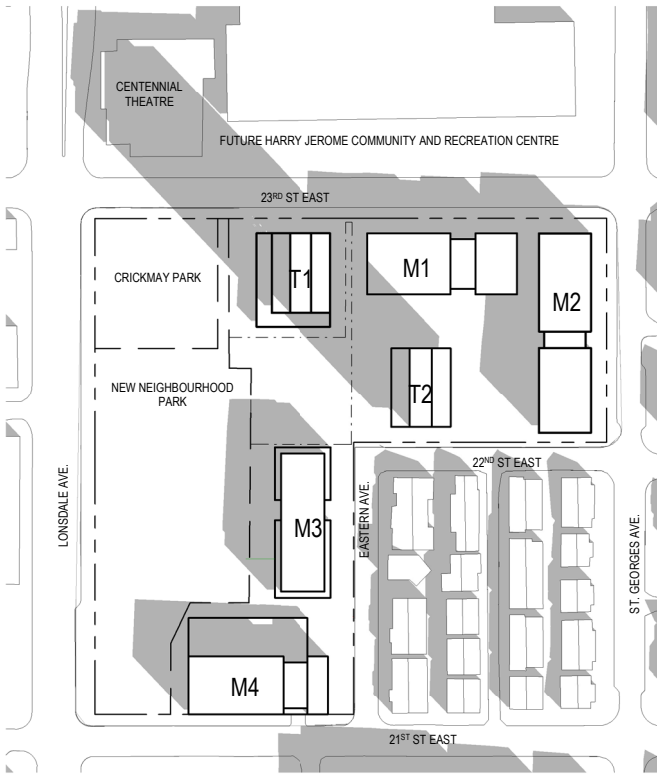 CENTENNIAL
THEATRE
FUTURE HARRY JEROME COMMUNITY AND RECREATION CENTRE
23RD ST EAST
CRICKMAY PARK
T1
M1
M2
NEW NEIGHBOURHOOD
PARK
T2
22ND ST EAST
LONSDALE AVE.
EASTERN AVE.
M3
ST. GEORGES AVE.
M4
21ST ST EAST